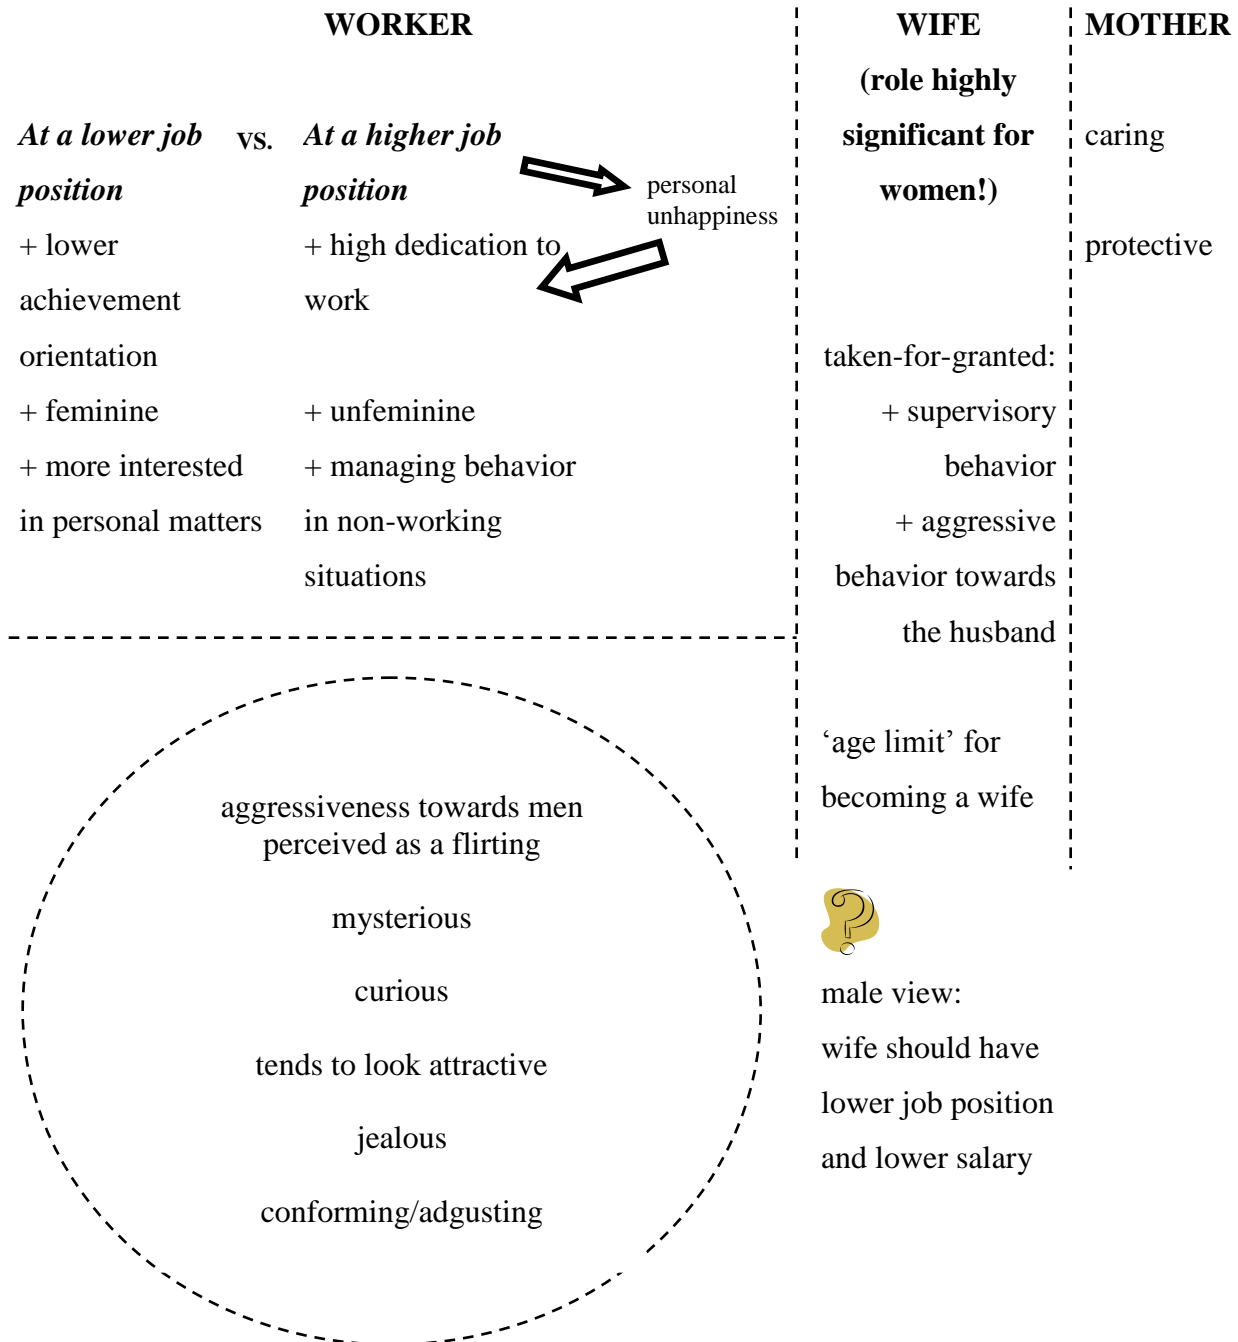 WORKER
At a lower job
position
vs.
At a higher job
position
personal
unhappiness
+ lower
achievement
orientation
+ feminine
+ more interested
in personal matters
+ high dedication to
work
+ unfeminine
+ managing behavior
in non-working
situations
WIFE
(role highly
significant for
women!)
taken-for-granted:
+ supervisory
behavior
+ aggressive
behavior towards
the husband
‘age limit’ for
becoming a wife
?
male view:
wife should have
lower job position
and lower salary
MOTHER
caring
protective
aggressiveness towards men
perceived as a flirting
mysterious
curious
tends to look attractive
jealous
conforming/adgusting